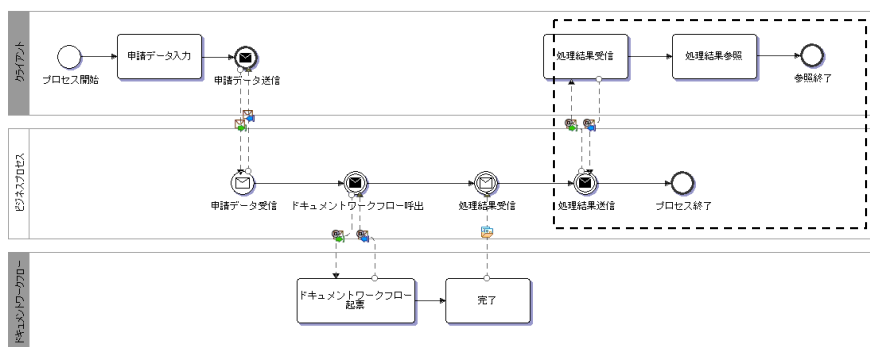 クライアント
申請データ入力
処理結果受信
処理結果参照
プロセス開始
申請データ送信
参照終了
ビジネスプロセス
申請データ受信
ドキュメントワークフロー呼出
処理結果受信
処理結果送信
プロセス終了
ドキュメントワークフロー
ドキュメントワークフロー
起票
完了